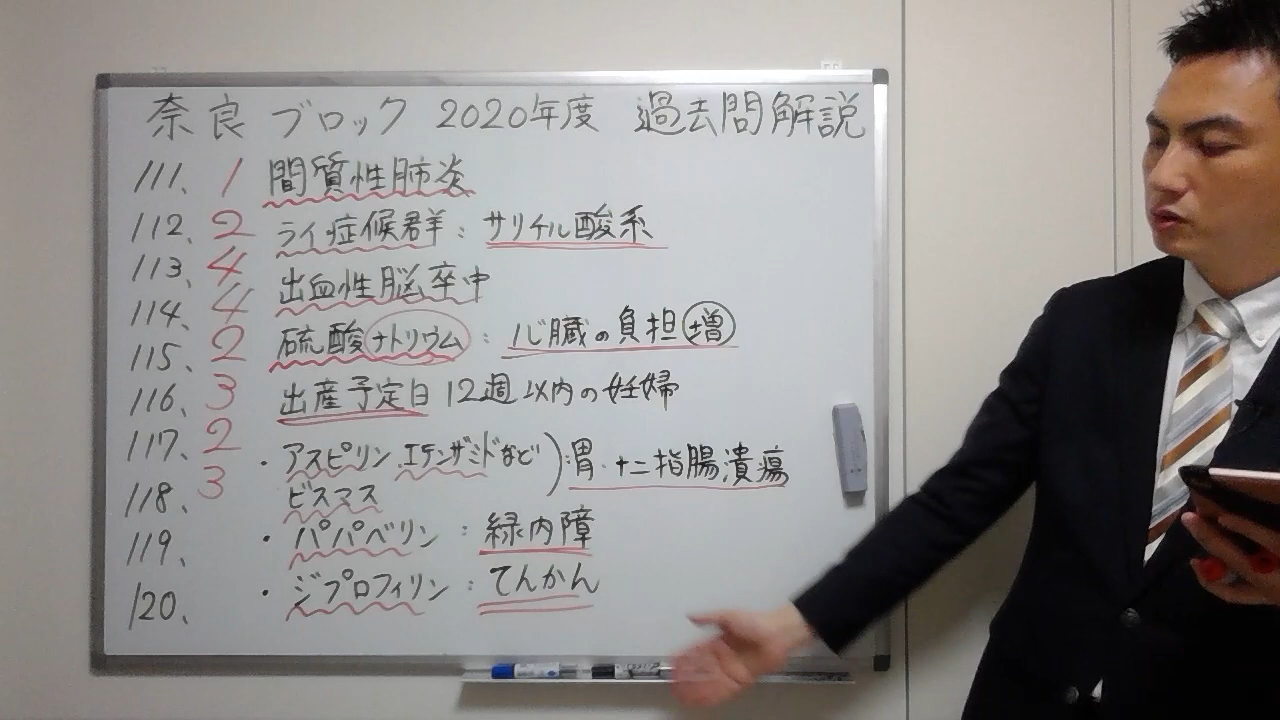 奈良ブロック 2020年度 過去問解説
111、 1 間質性肺炎
112、 2 ライ症候群：サリチル酸系
113、 4 出血性脳卒中
114、 4
115、 2 硫酸ナトリウム：心臓の負担増
116、 3 出産予定日12週以内の妊婦
117、 2 ・アスピリン、エテンザミドなど
118、 3 ビスマス ）：胃・十二指腸潰瘍
119、 ・パパベリン：緑内障
120、 ・ジプロフィリン：てんかん